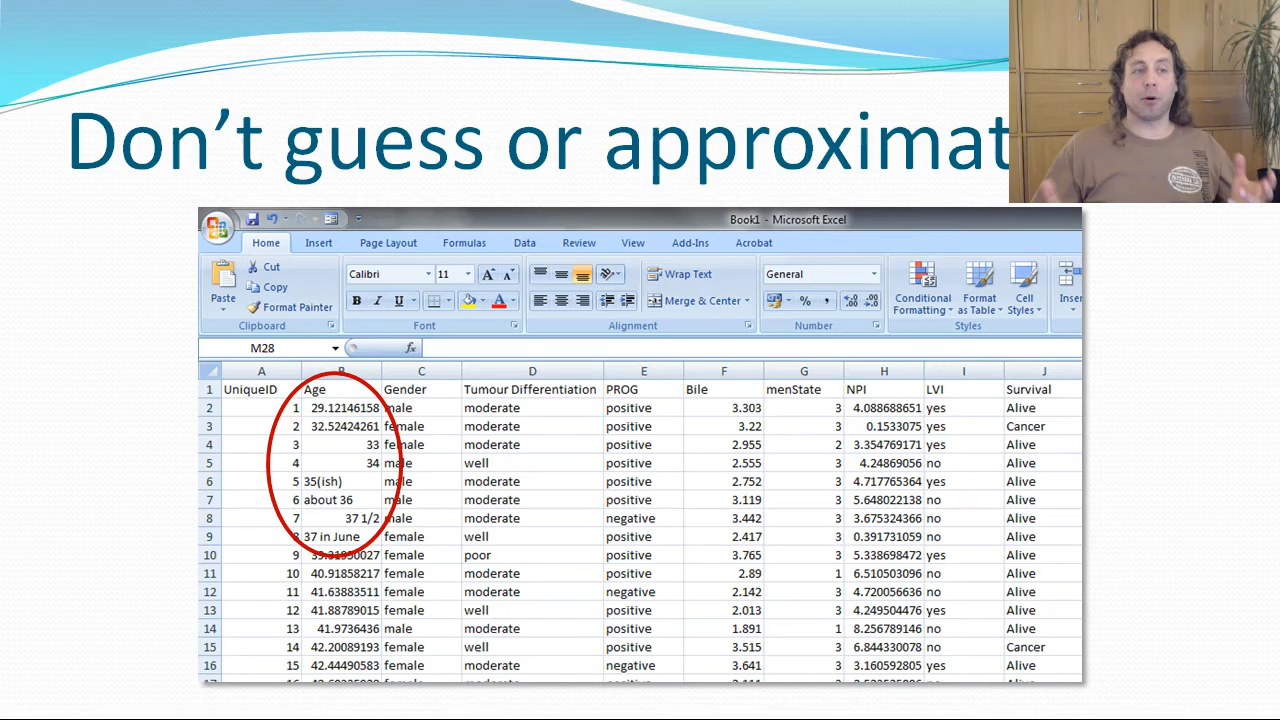 Don't guess or approximat
Book1 - Microsoft Excel
Home Insert Page Layout Formulas Data Review View Add-Ins Acrobat
Paste
Cut
Copy
Format Painter
Calibri 11 A A
B I U A
Wrap Text
Merge & Center
General
% ,
Conditional Formatting
Format as Table
Cell Styles
Inser
Clipboard Font Alignment Number Styles
M28 fx
A B C D E F G H I J
1 UniqueID Age Gender Tumour Differentiation PROG Bile menState NPI LVI Survival
2 1 29.12146158 male moderate positive 3.303 3 4.088688651 yes Alive
3 2 32.52424261 female moderate positive 3.22 3 0.1533075 yes Cancer
4 3 33 female moderate positive 2.955 2 3.354769171 yes Alive
5 4 34 male well positive 2.555 3 4.24869056 no Alive
6 5 35(ish) male moderate positive 2.752 3 4.717765364 yes Alive
7 6 about 36 male moderate positive 3.119 3 5.648022138 no Alive
8 7 37 1/2 male moderate negative 3.442 3 3.675324366 no Alive
9 8 37 in June female well positive 2.417 3 0.391731059 no Alive
10 9 39.31930027 female poor positive 3.765 3 5.338698472 yes Alive
11 10 40.91858217 female moderate positive 2.89 1 6.510503096 no Alive
12 11 41.63883511 female moderate negative 2.142 3 4.720056636 no Alive
13 12 41.88789015 female well positive 2.013 3 4.249504476 yes Alive
14 13 41.9736436 male moderate positive 1.891 1 8.256789146 no Alive
15 14 42.20089193 female well positive 3.515 3 6.844330078 no Cancer
16 15 42.44490583 female moderate negative 3.641 3 3.160592805 yes Alive